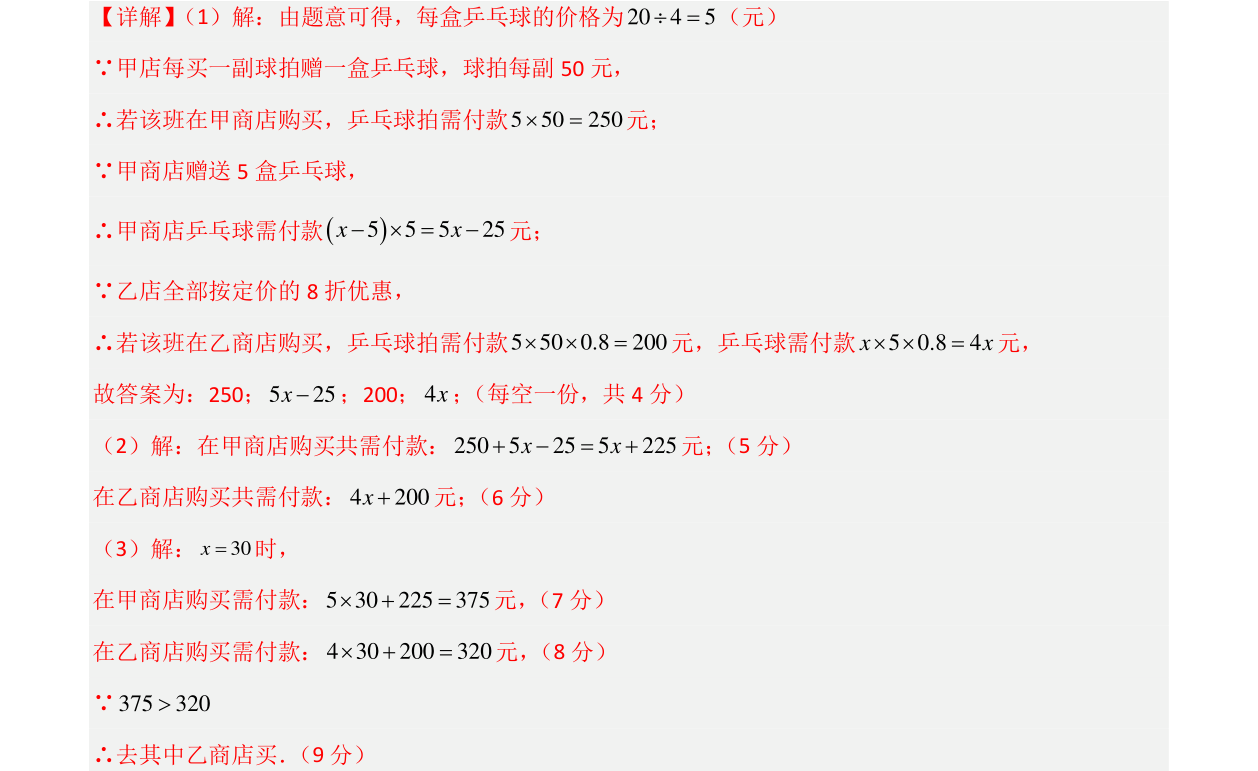 【详解】（1）解：由题意可得，每盒乒乓球的价格为20÷4=5（元）
∵甲店每买一副球拍赠一盒乒乓球，球拍每副 50 元，
∴若该班在甲商店购买，乒乓球拍需付款5×50=250元；
∵甲商店赠送 5 盒乒乓球，
∴甲商店乒乓球需付款(x−5)×5=5x−25元；
∵乙店全部按定价的 8 折优惠，
∴若该班在乙商店购买，乒乓球拍需付款5×50×0.8=200元，乒乓球需付款x×5×0.8=4x元，
故答案为：250；5x−25；200；4x；（每空一份，共 4 分）
（2）解：在甲商店购买共需付款：250+5x−25=5x+225元；（5 分）
在乙商店购买共需付款：4x+200元；（6 分）
（3）解：x=30时，
在甲商店购买需付款：5×30+225=375元，（7 分）
在乙商店购买需付款：4×30+200=320元，（8 分）
∵375>320
∴去其中乙商店买．（9 分）